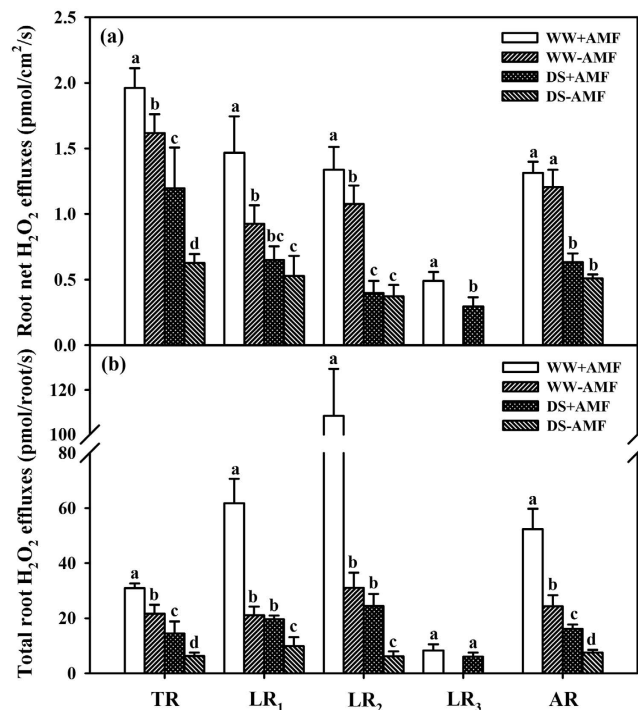 2.5
(a)
WW+AMF
WW-AMF
DS+AMF
DS-AMF
2.0
1.5
1.0
0.5
0.0
Root net H₂O₂ effluxes (pmol/cm²/s)
a b c d
a b bc c
a b c c
a b
a a b b
(b)
WW+AMF
WW-AMF
DS+AMF
DS-AMF
120
100
80
60
40
20
0
Total root H₂O₂ effluxes (pmol/root/s)
a b c d
a b b c
a b b c
a a
a b c d
TR LR₁ LR₂ LR₃ AR